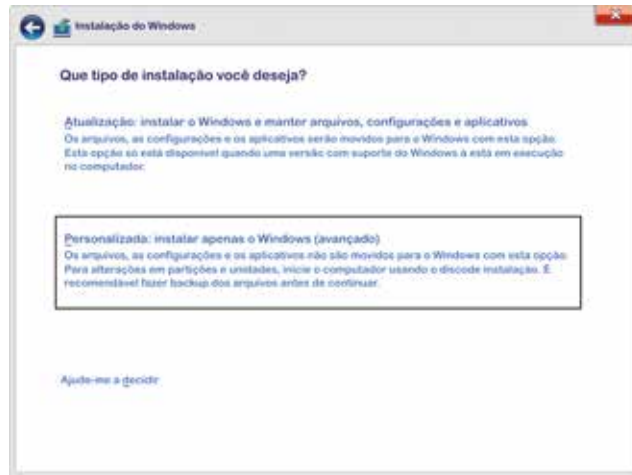 Instalação do Windows
Que tipo de instalação você deseja?
Atualização: instalar o Windows e manter arquivos, configurações e aplicativos
Os arquivos, as configurações e os aplicativos serão movidos para o Windows com esta opção.
Esta opção só está disponível quando uma versão com suporte do Windows à está em execução
no computador.
Personalizada: instalar apenas o Windows (avançado)
Os arquivos, as configurações e os aplicativos não são movidos para o Windows com esta opção.
Para alterações em partições e unidades, inicie o computador usando o discode instalação. É
recomendável fazer backup dos arquivos antes de continuar.
Ajude-me a decidir